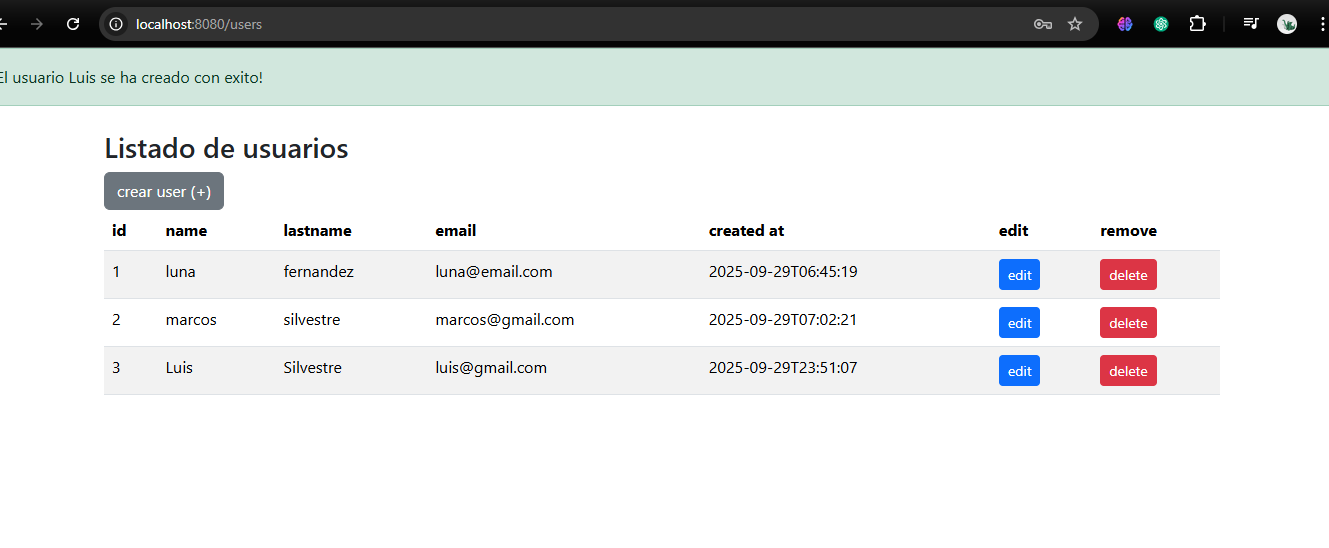 localhost:8080/users
El usuario Luis se ha creado con exito!
Listado de usuarios
crear user (+)
id name lastname email created at edit remove
1 luna fernandez luna@email.com 2025-09-29T06:45:19 edit delete
2 marcos silvestre marcos@gmail.com 2025-09-29T07:02:21 edit delete
3 Luis Silvestre luis@gmail.com 2025-09-29T23:51:07 edit delete